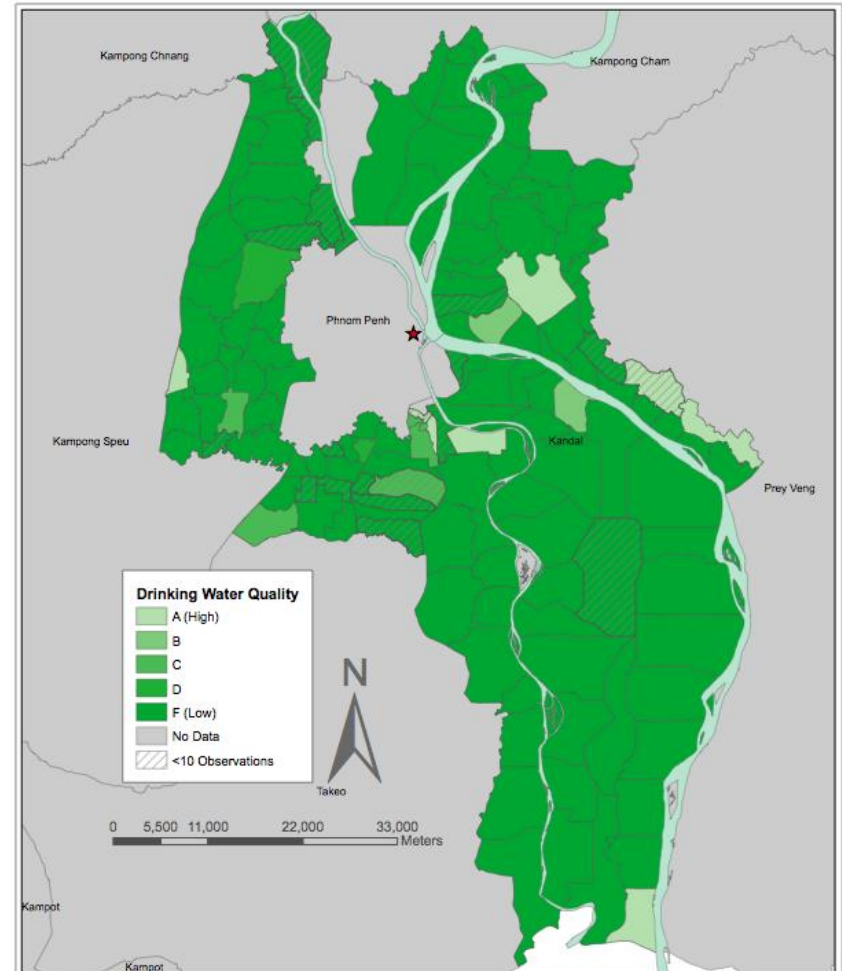 Kampong Chnang
Kampong Cham
Phnom Penh
Kampong Speu
Kandal
Prey Veng
Drinking Water Quality
A (High)
B
C
D
F (Low)
No Data
<10 Observations
N
Takeo
0 5,500 11,000 22,000 33,000
Meters
Kampot
Kampot